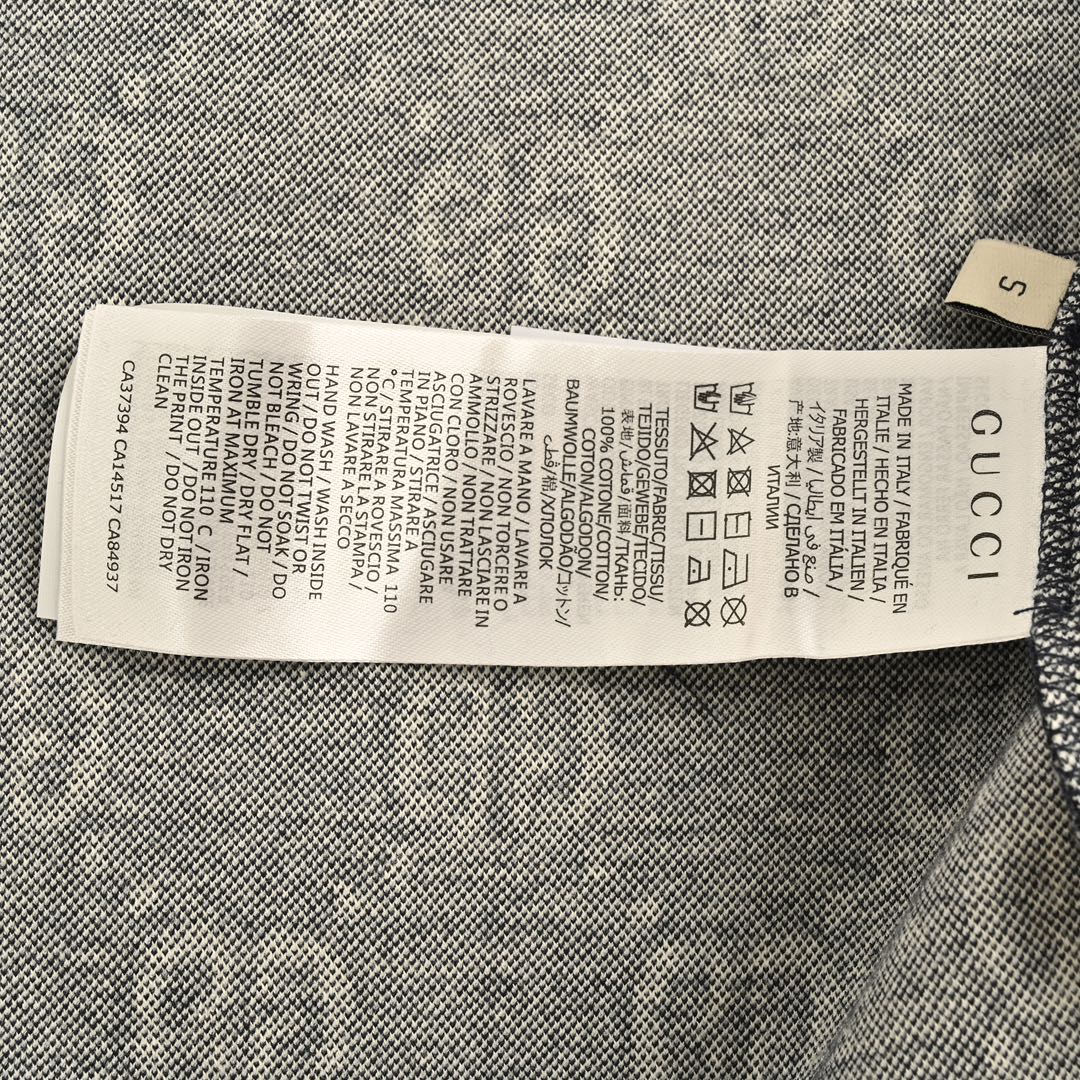 S
GUCCI
MADE IN ITALY / FABRIQUÉ EN
ITALIE / HECHO EN ITALIA /
HERGESTELLT IN ITALIEN /
FABRICADO EM ITÁLIA /
イタリア製 / صنع في إيطاليا /
产地:意大利 / СДЕЛАНО В
ИТАЛИИ
TESSUTO/FABRIC/TISSU/
TEJIDO/GEWEBE/TECIDO/
表地 / قماش / 面料 / ТКАНЬ:
100% COTONE/COTTON/
COTON/ALGODÓN/
BAUMWOLLE/ALGODÃO/コットン/
قطن/棉/ХЛОПОК
LAVARE A MANO / LAVARE A
ROVESCIO / NON TORCERE O
STRIZZARE / NON LASCIARE IN
AMMOLLO / NON TRATTARE
CON CLORO / NON USARE
ASCIUGATRICE / ASCIUGARE
IN PIANO / STIRARE A
TEMPERATURA MASSIMA 110
°C / STIRARE A ROVESCIO /
NON STIRARE LA STAMPA /
NON LAVARE A SECCO
HAND WASH / WASH INSIDE
OUT / DO NOT TWIST OR
WRING / DO NOT SOAK / DO
NOT BLEACH / DO NOT
TUMBLE DRY / DRY FLAT /
IRON AT MAXIMUM
TEMPERATURE 110 C / IRON
INSIDE OUT / DO NOT IRON
THE PRINT / DO NOT DRY
CLEAN
CA37394 CA14517 CA84937